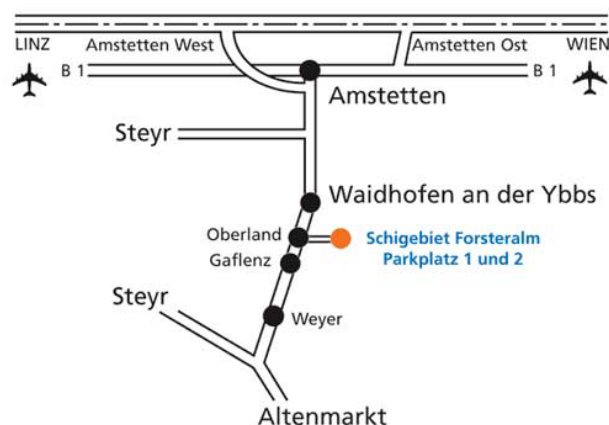 LINZ
Amstetten West
Amstetten Ost
WIEN
B 1
B 1
Amstetten
Steyr
Waidhofen an der Ybbs
Oberland
Schigebiet Forsteralm
Parkplatz 1 und 2
Gaflenz
Steyr
Weyer
Altenmarkt